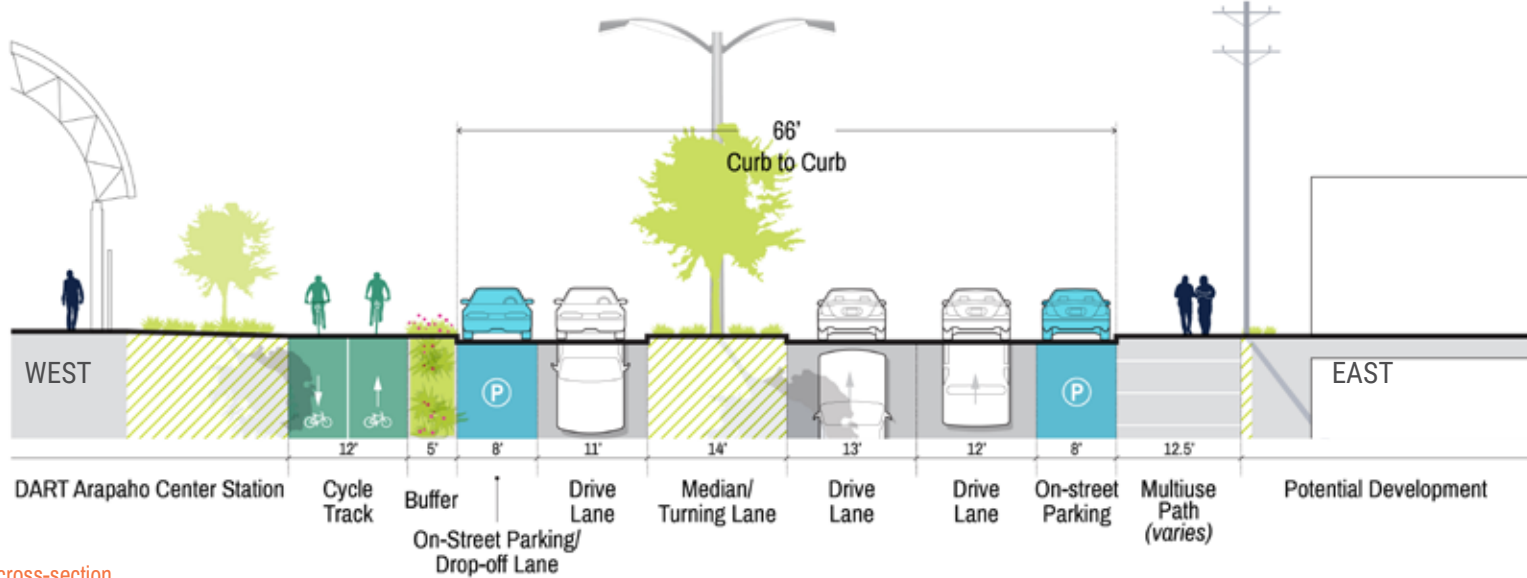 66’
Curb to Curb
WEST
P
P
EAST
12’
5’
8’
11’
14’
13’
12’
8’
12.5’
DART Arapaho Center Station
Cycle
Track
Buffer
On-Street Parking/
Drop-off Lane
Drive
Lane
Median/
Turning Lane
Drive
Lane
Drive
Lane
On-street
Parking
Multiuse
Path
(varies)
Potential Development
cross-section